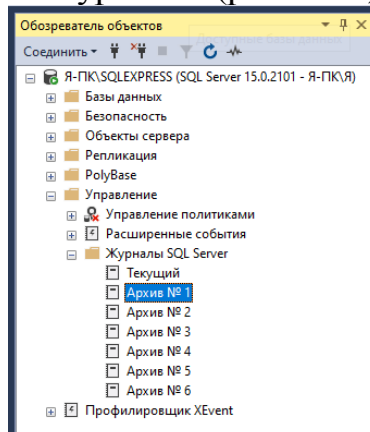 Обозреватель объектов
Соединить
Я-ПК\SQLEXPRESS (SQL Server 15.0.2101 - Я-ПК\Я)
Базы данных
Безопасность
Объекты сервера
Репликация
PolyBase
Управление
Управление политиками
Расширенные события
Журналы SQL Server
Текущий
Архив № 1
Архив № 2
Архив № 3
Архив № 4
Архив № 5
Архив № 6
Профилировщик XEvent